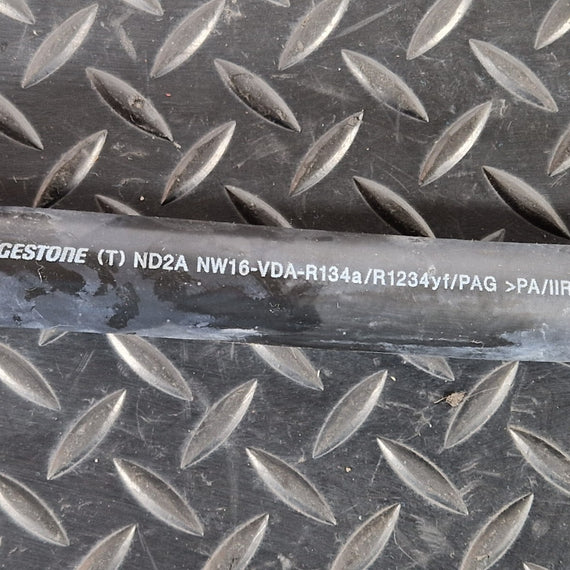 GESTONE (T) ND2A NW16-VDA-R134a/R1234yf/PAG >PA/IIR